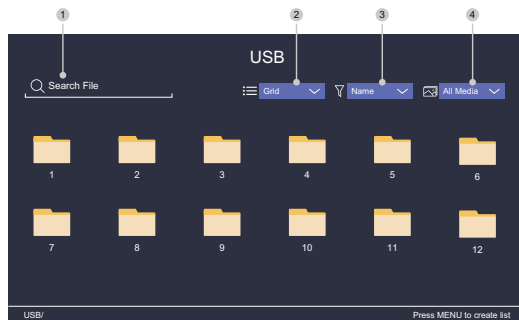 1 2 3 4
USB
Search File Grid Name All Media
1 2 3 4 5 6
7 8 9 10 11 12
USB/ Press MENU to create list